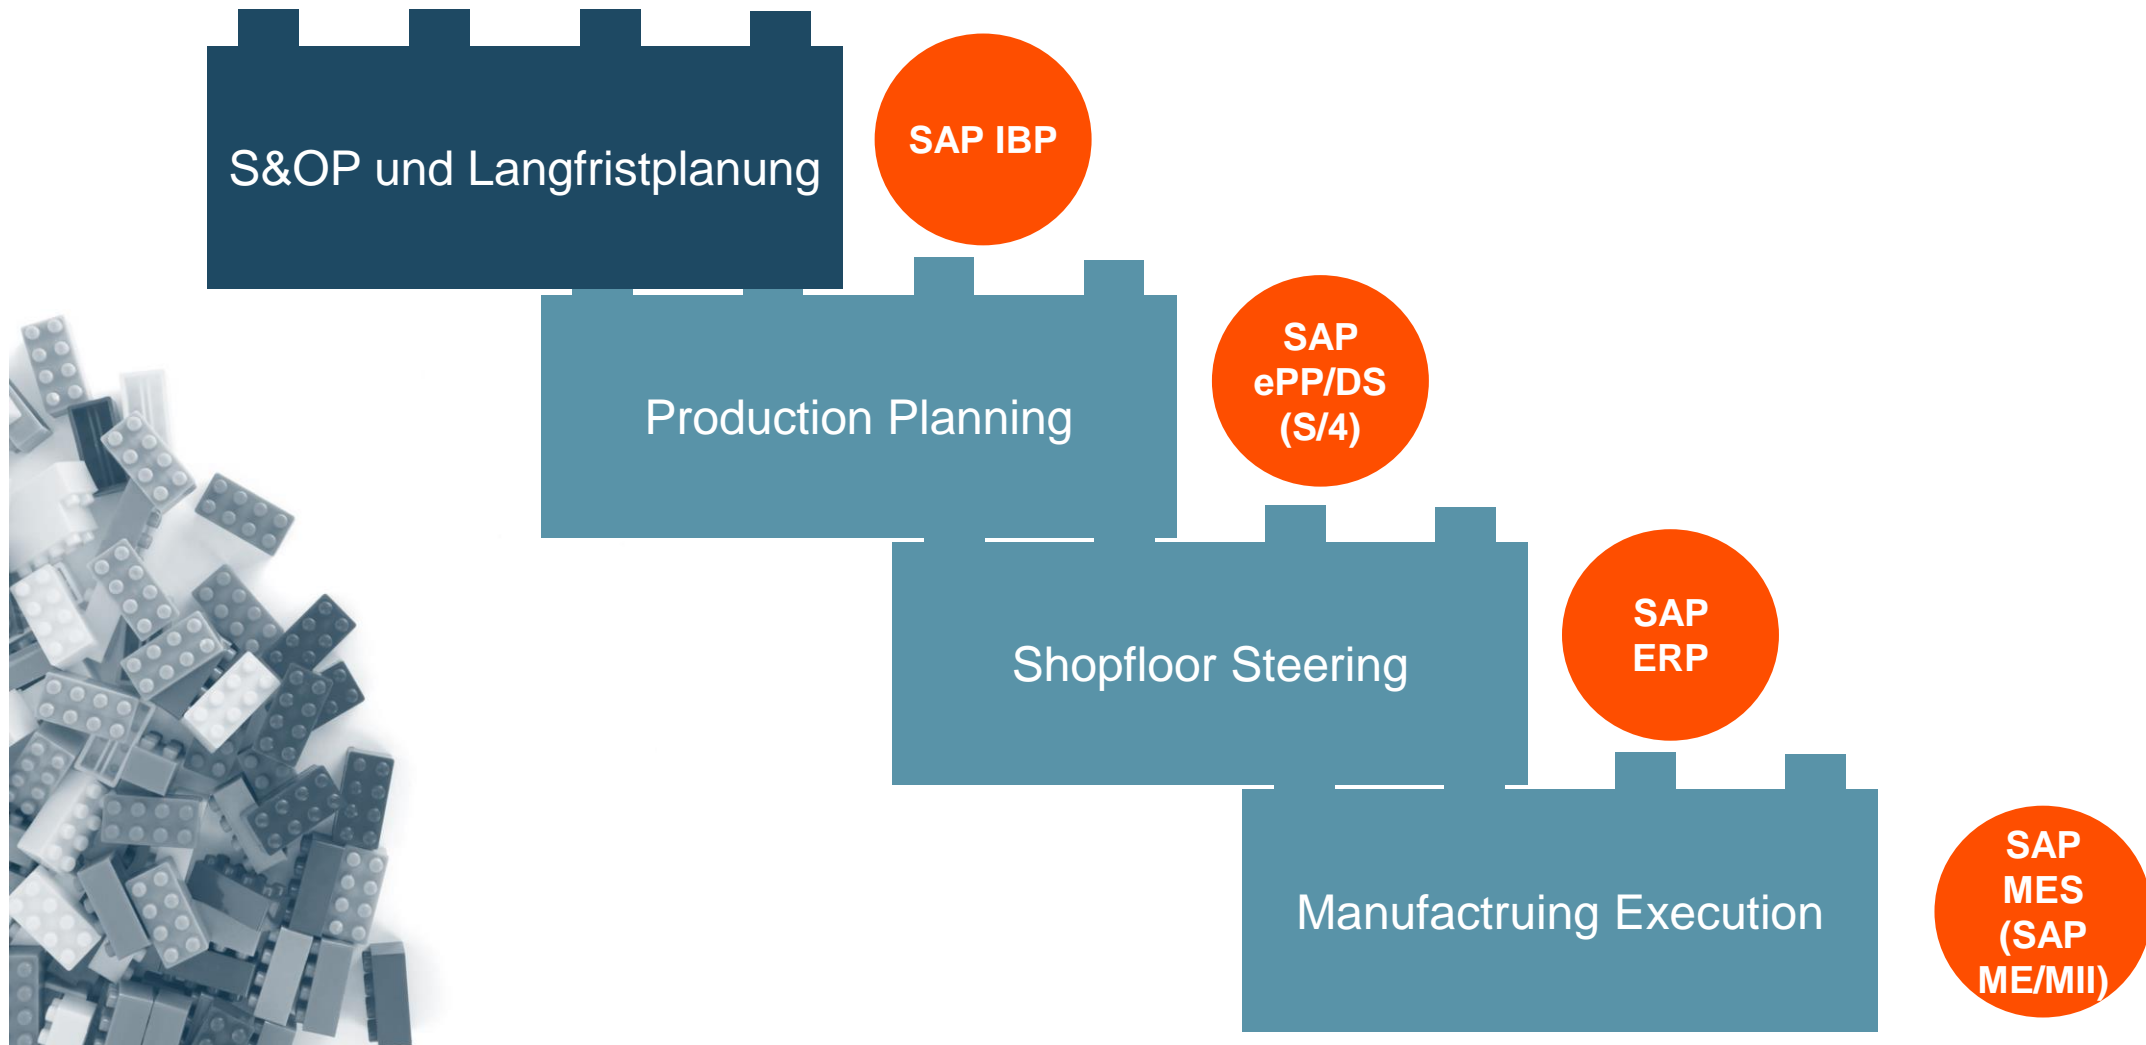 S&OP und Langfristplanung
SAP IBP
Production Planning
SAP
ePP/DS
(S/4)
Shopfloor Steering
SAP
ERP
Manufactruing Execution
SAP
MES
(SAP
ME/MII)